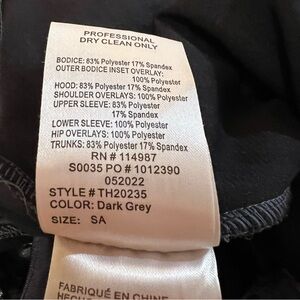 PROFESSIONAL
DRY CLEAN ONLY
BODICE: 83% Polyester 17% Spandex
OUTER BODICE INSET OVERLAY:
100% Polyester
HOOD: 83% Polyester 17% Spandex
SHOULDER OVERLAYS: 100% Polyester
UPPER SLEEVE: 83% Polyester
17% Spandex
LOWER SLEEVE: 100% Polyester
HIP OVERLAYS: 100% Polyester
TRUNKS: 83% Polyester 17% Spandex
RN # 114987
S0035 PO # 1012390
052022
STYLE # TH20235
COLOR: Dark Grey
SIZE: SA
FABRIQUÉ EN CHINE